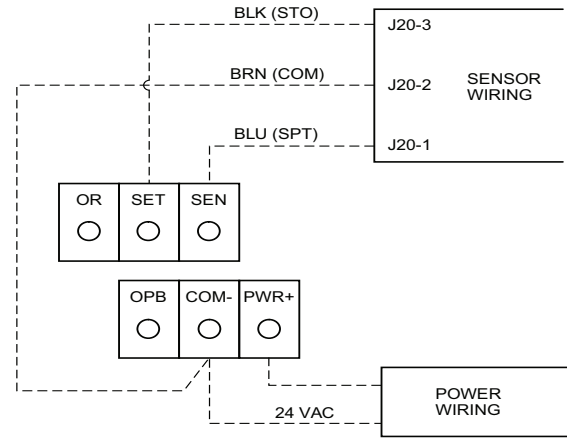 BLK (STO)
J20-3
BRN (COM)
J20-2
SENSOR
WIRING
BLU (SPT)
J20-1
OR SET SEN
OPB COM- PWR+
POWER
WIRING
24 VAC